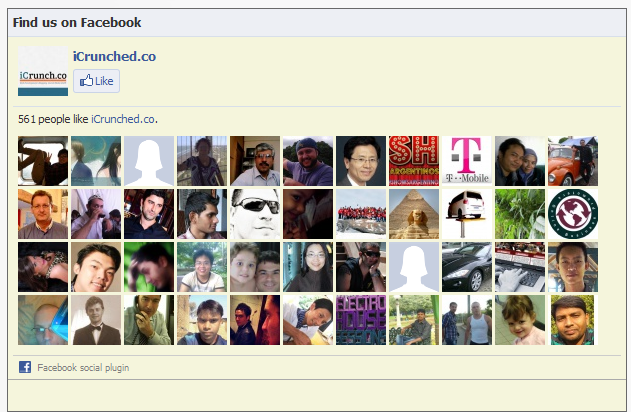 Find us on Facebook
iCrunch.co
iCrunched.co
Like
561 people like iCrunched.co.
SH
ARGENTINOS
SHOWSARGENTINO
T
T··Mobile
ELECTRO
HOUSE
Facebook social plugin